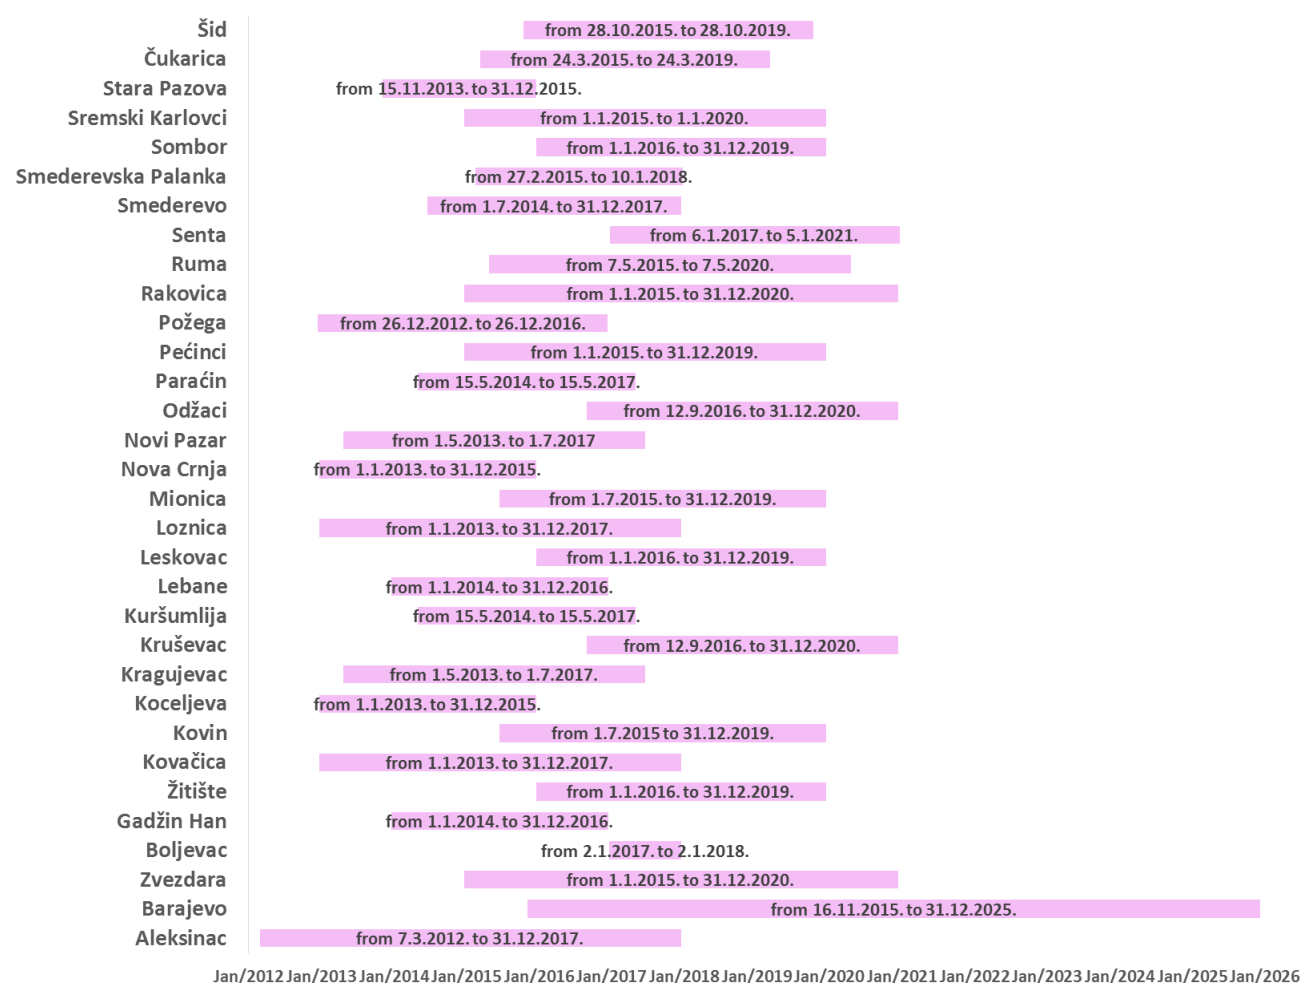 Šid from 28.10.2015. to 28.10.2019.
Čukarica from 24.3.2015. to 24.3.2019.
Stara Pazova from 15.11.2013. to 31.12.2015.
Sremski Karlovci from 1.1.2015. to 1.1.2020.
Sombor from 1.1.2016. to 31.12.2019.
Smederevska Palanka from 27.2.2015. to 10.1.2018.
Smederevo from 1.7.2014. to 31.12.2017.
Senta from 6.1.2017. to 5.1.2021.
Ruma from 7.5.2015. to 7.5.2020.
Rakovica from 1.1.2015. to 31.12.2020.
Požega from 26.12.2012. to 26.12.2016.
Pećinci from 1.1.2015. to 31.12.2019.
Paraćin from 15.5.2014. to 15.5.2017.
Odžaci from 12.9.2016. to 31.12.2020.
Novi Pazar from 1.5.2013. to 1.7.2017
Nova Crnja from 1.1.2013. to 31.12.2015.
Mionica from 1.7.2015. to 31.12.2019.
Loznica from 1.1.2013. to 31.12.2017.
Leskovac from 1.1.2016. to 31.12.2019.
Lebane from 1.1.2014. to 31.12.2016.
Kuršumlija from 15.5.2014. to 15.5.2017.
Kruševac from 12.9.2016. to 31.12.2020.
Kragujevac from 1.5.2013. to 1.7.2017.
Koceljeva from 1.1.2013. to 31.12.2015.
Kovin from 1.7.2015 to 31.12.2019.
Kovačica from 1.1.2013. to 31.12.2017.
Žitište from 1.1.2016. to 31.12.2019.
Gadžin Han from 1.1.2014. to 31.12.2016.
Boljevac from 2.1.2017. to 2.1.2018.
Zvezdara from 1.1.2015. to 31.12.2020.
Barajevo from 16.11.2015. to 31.12.2025.
Aleksinac from 7.3.2012. to 31.12.2017.
Jan/2012 Jan/2013 Jan/2014 Jan/2015 Jan/2016 Jan/2017 Jan/2018 Jan/2019 Jan/2020 Jan/2021 Jan/2022 Jan/2023 Jan/2024 Jan/2025 Jan/2026